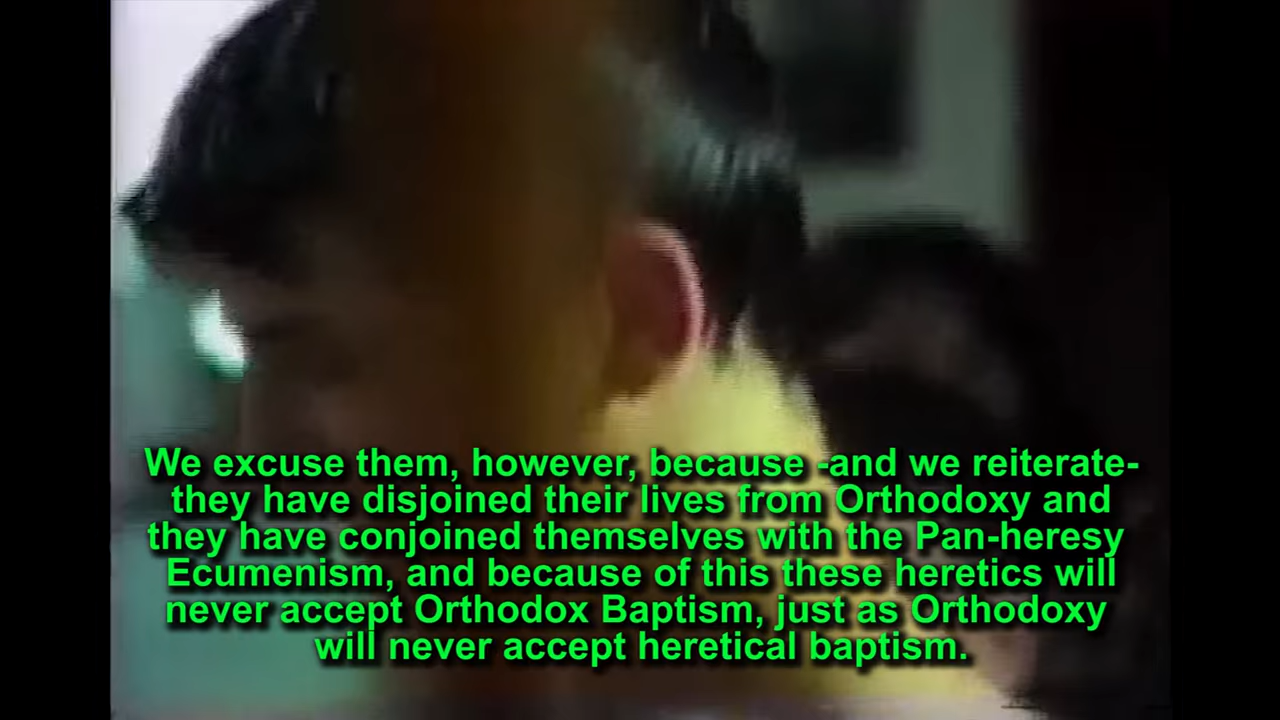 We excuse them, however, because -and we reiterate-
they have disjoined their lives from Orthodoxy and
they have conjoined themselves with the Pan-heresy
Ecumenism, and because of this these heretics will
never accept Orthodox Baptism, just as Orthodoxy
will never accept heretical baptism.